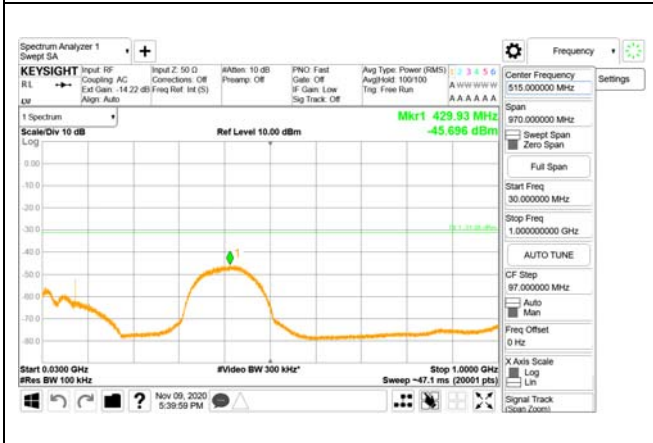 Spectrum Analyzer 1
Swept SA
+
Frequency
KEYSIGHT
RL
Input: RF
Coupling: AC
Ext Gain: -14.22 dB
Align: Auto
Input Z: 50 Ω
Corrections: Off
Freq Ref: Int (S)
#Atten: 10 dB
Preamp: Off
PNO: Fast
Gate: Off
IF Gain: Low
Sig Track: Off
Avg Type: Power (RMS)
Avg|Hold: 100/100
Trig: Free Run
1 2 3 4 5 6
A W W W W W
A A A A A A
1 Spectrum
Scale/Div 10 dB
Log
Ref Level 10.00 dBm
Mkr1 429.93 MHz
-45.696 dBm
0.00
-10.0
-20.0
-30.0
-40.0
-50.0
-60.0
-70.0
-80.0
1
Start 0.0300 GHz
#Res BW 100 kHz
#Video BW 300 kHz*
Stop 1.0000 GHz
Sweep ~47.1 ms (20001 pts)
?
Nov 09, 2020
5:39:59 PM
Center Frequency
515.000000 MHz
Settings
Span
970.000000 MHz
Swept Span
Zero Span
Full Span
Start Freq
30.000000 MHz
Stop Freq
1.000000000 GHz
AUTO TUNE
CF Step
97.000000 MHz
Auto
Man
Freq Offset
0 Hz
X Axis Scale
Log
Lin
Signal Track
(Span Zoom)